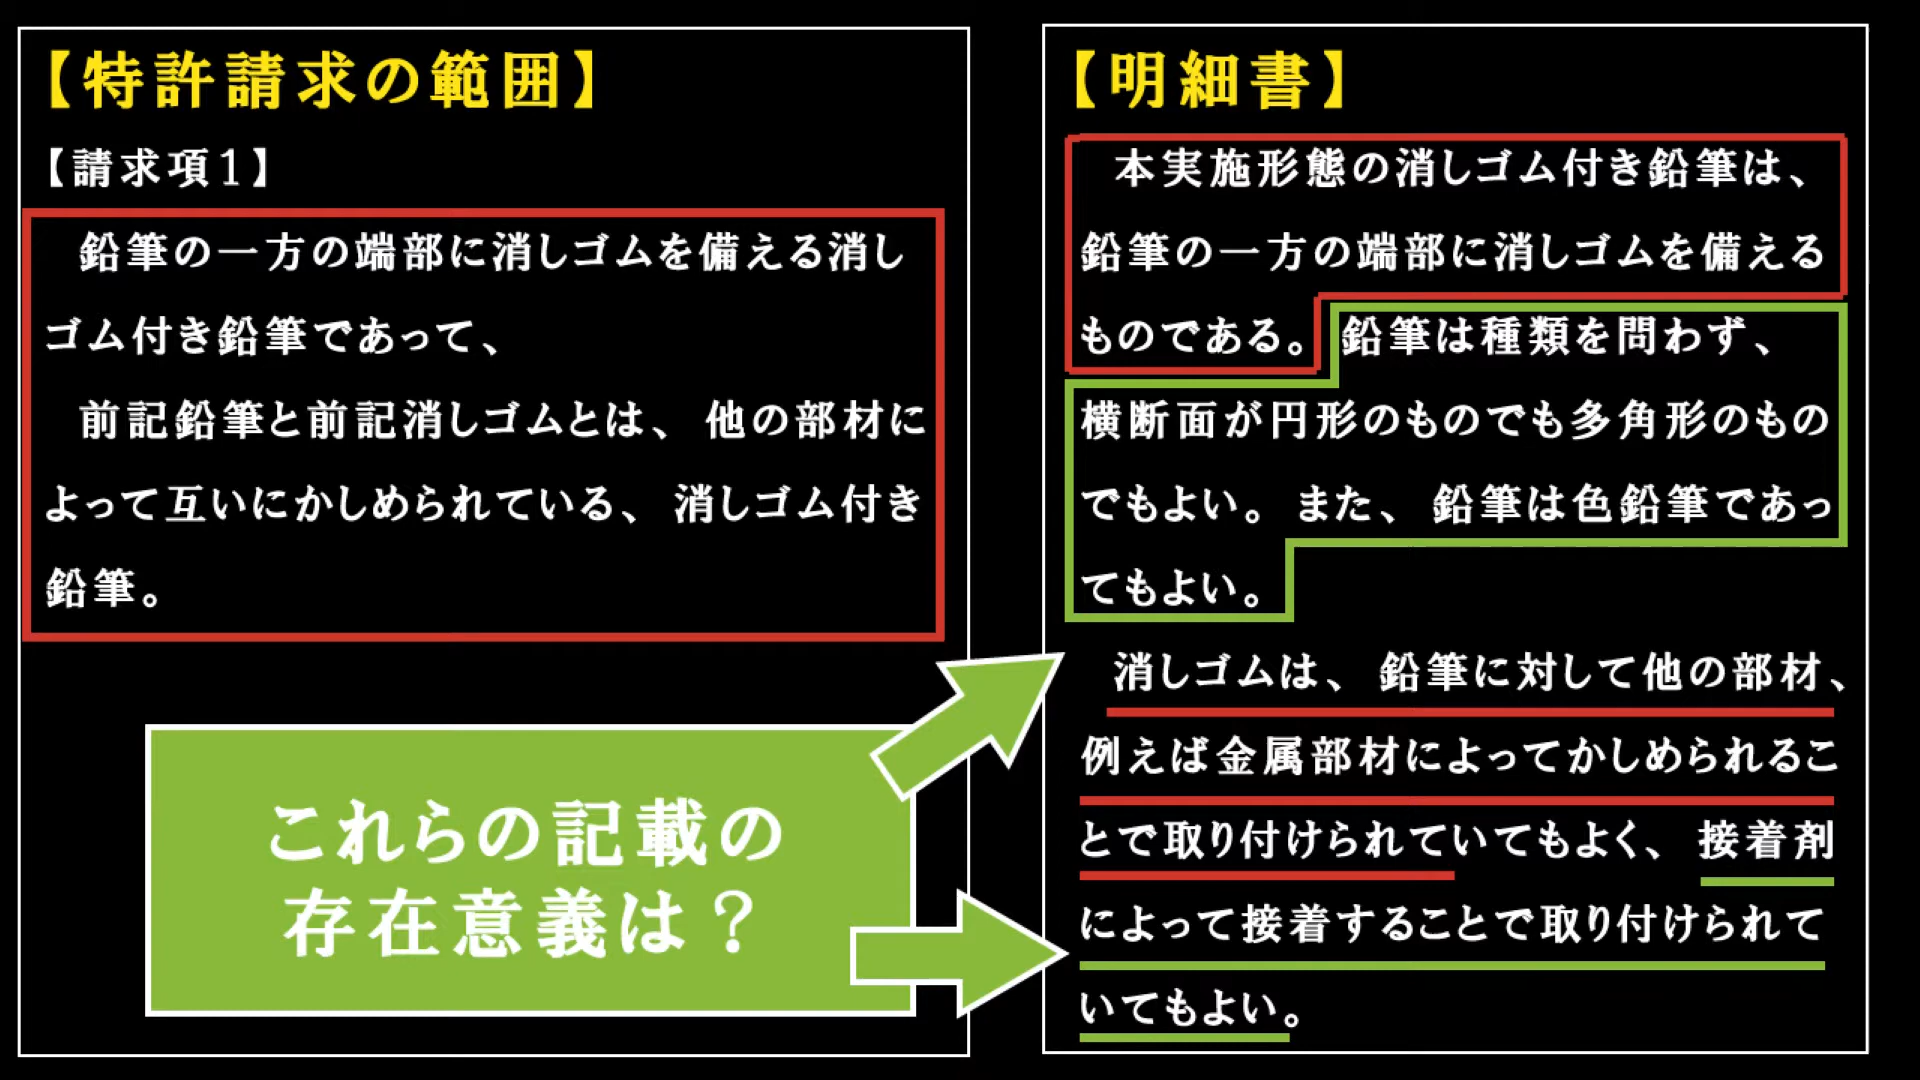 【特許請求の範囲】
【請求項１】
鉛筆の一方の端部に消しゴムを備える消し
ゴム付き鉛筆であって、
前記鉛筆と前記消しゴムとは、他の部材に
よって互いにかしめられている、消しゴム付き
鉛筆。
これらの記載の
存在意義は？
【明細書】
本実施形態の消しゴム付き鉛筆は、
鉛筆の一方の端部に消しゴムを備える
ものである。鉛筆は種類を問わず、
横断面が円形のものでも多角形のもの
でもよい。また、鉛筆は色鉛筆であっ
てもよい。
消しゴムは、鉛筆に対して他の部材、
例えば金属部材によってかしめられるこ
とで取り付けられていてもよく、接着剤
によって接着することで取り付けられて
いてもよい。